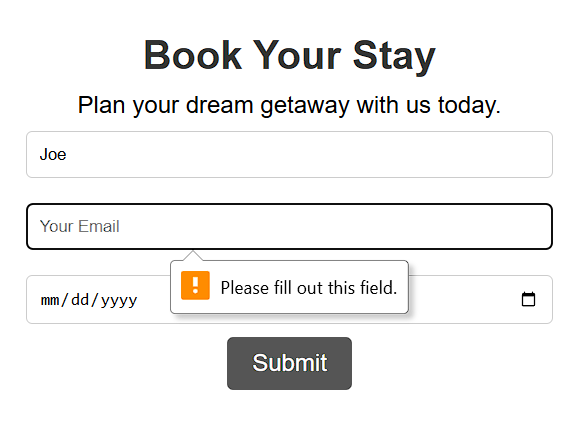 Book Your Stay
Plan your dream getaway with us today.
Joe
Your Email
Please fill out this field.
mm/dd/yyyy
Submit